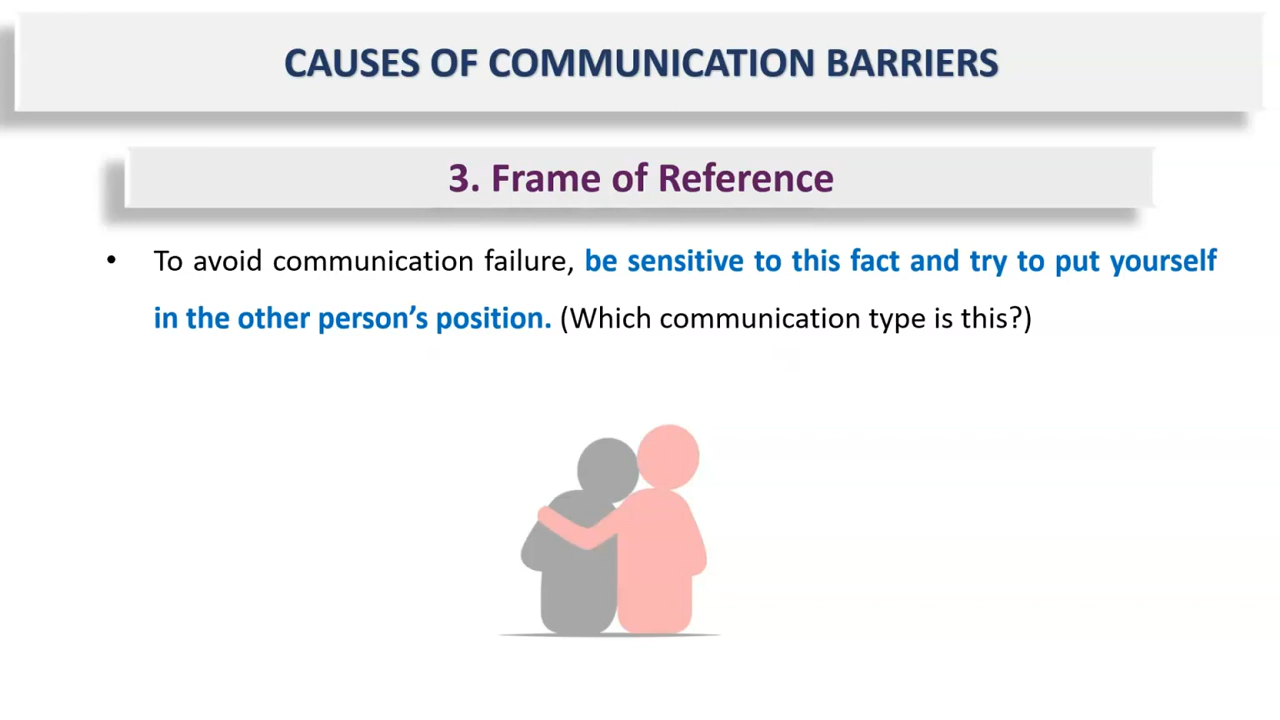 CAUSES OF COMMUNICATION BARRIERS
3. Frame of Reference
• To avoid communication failure, be sensitive to this fact and try to put yourself
in the other person’s position. (Which communication type is this?)